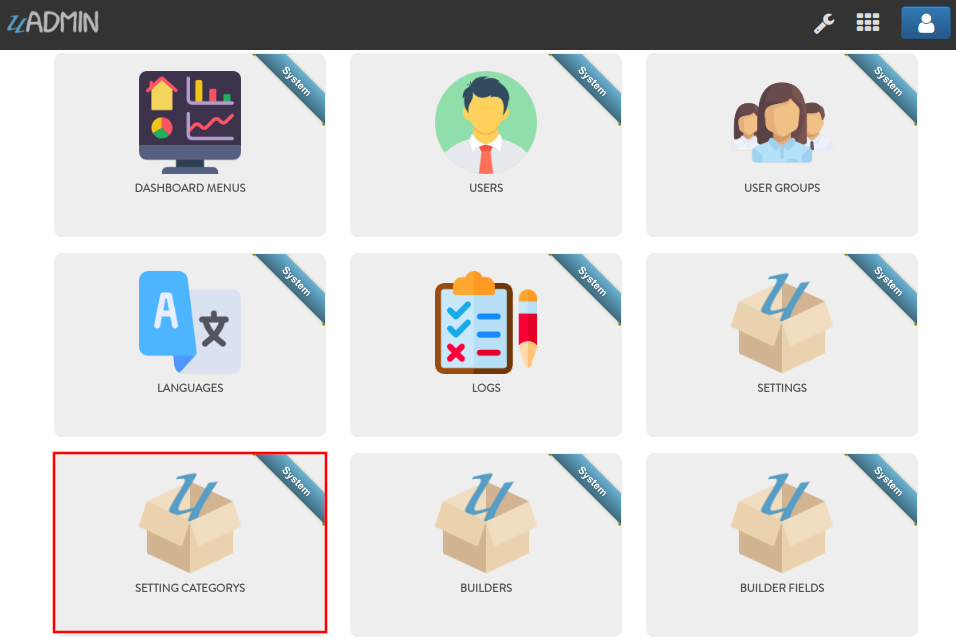 uADMIN
System
System
System
DASHBOARD MENUS
USERS
USER GROUPS
System
System
System
A 文
u
LANGUAGES
LOGS
SETTINGS
System
System
System
u
u
u
SETTING CATEGORYS
BUILDERS
BUILDER FIELDS